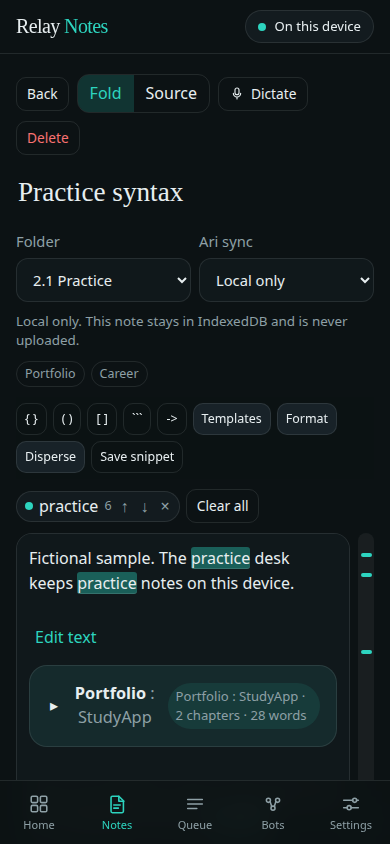 Relay Notes
On this device
Back
Fold
Source
Dictate
Delete
Practice syntax
Folder
Ari sync
2.1 Practice
Local only
Local only. This note stays in IndexedDB and is never
uploaded.
Portfolio
Career
{ }
( )
[ ]
```
->
Templates
Format
Disperse
Save snippet
practice 6 ↑ ↓ ×
Clear all
Fictional sample. The practice desk
keeps practice notes on this device.
Edit text
▶ Portfolio :
StudyApp
Portfolio : StudyApp ·
2 chapters · 28 words
Home
Notes
Queue
Bots
Settings